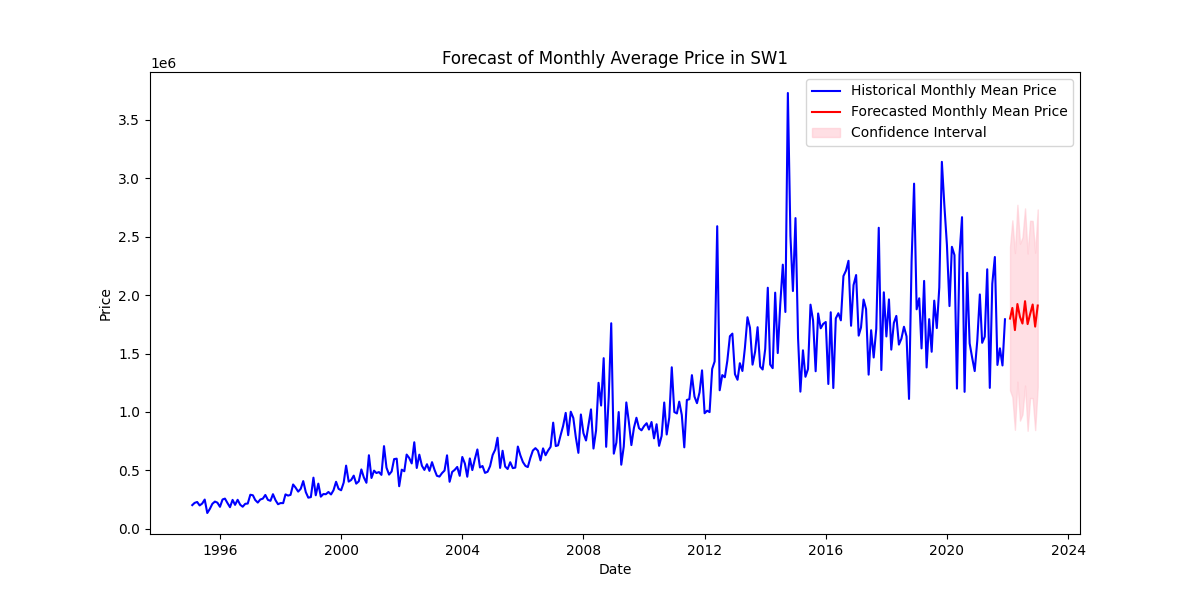 Forecast of Monthly Average Price in SW1
1e6
Historical Monthly Mean Price
Forecasted Monthly Mean Price
Confidence Interval
3.5
3.0
2.5
2.0
1.5
1.0
0.5
0.0
Price
1996 2000 2004 2008 2012 2016 2020 2024
Date